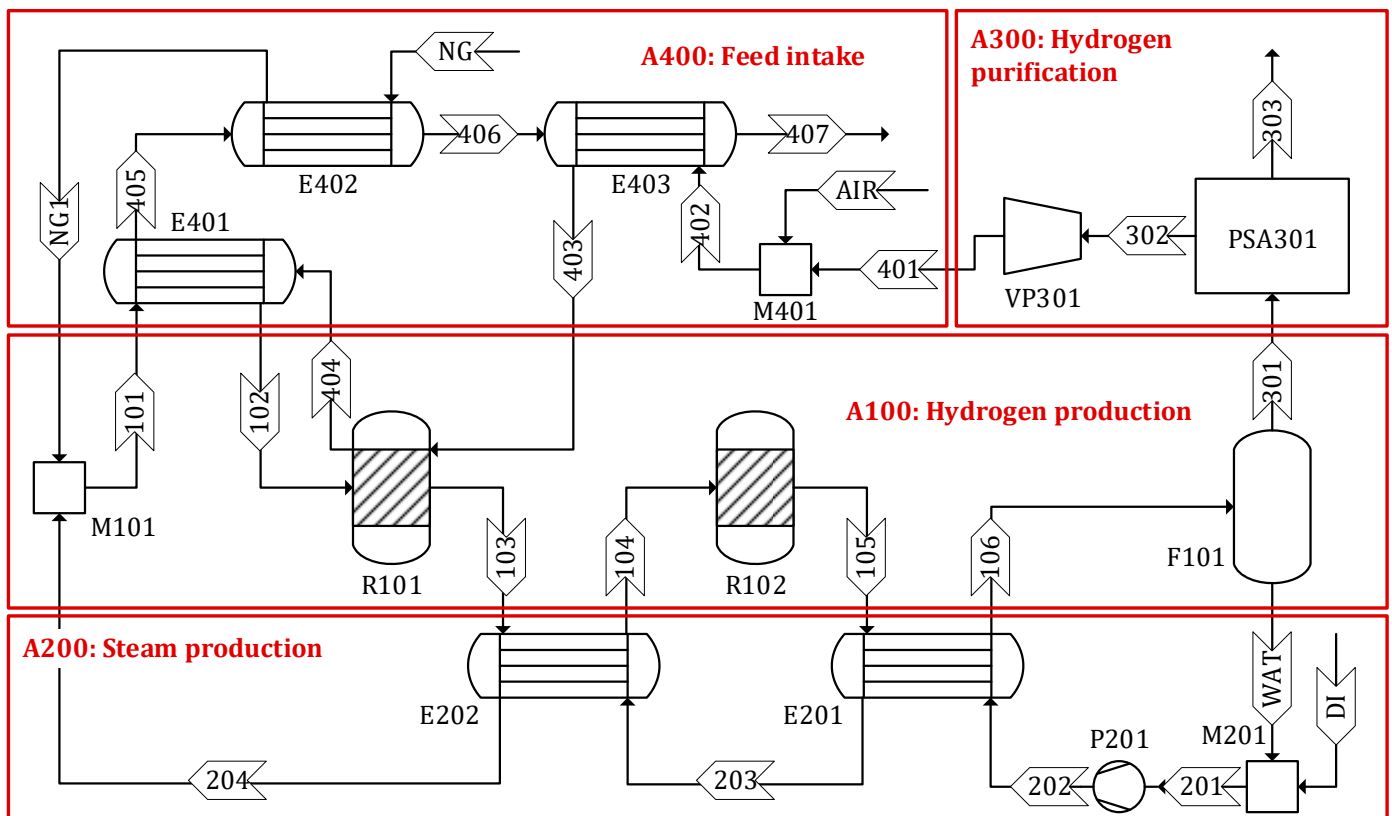 NG
A400: Feed intake
A300: Hydrogen
purification
406
407
303
E402
E403
405
AIR
NG1
E401
402
403
302
PSA301
401
VP301
M401
101
102
404
301
A100: Hydrogen production
M101
103
104
105
106
R101
R102
F101
A200: Steam production
WAT
DI
E202
E201
M201
P201
204
203
202
201